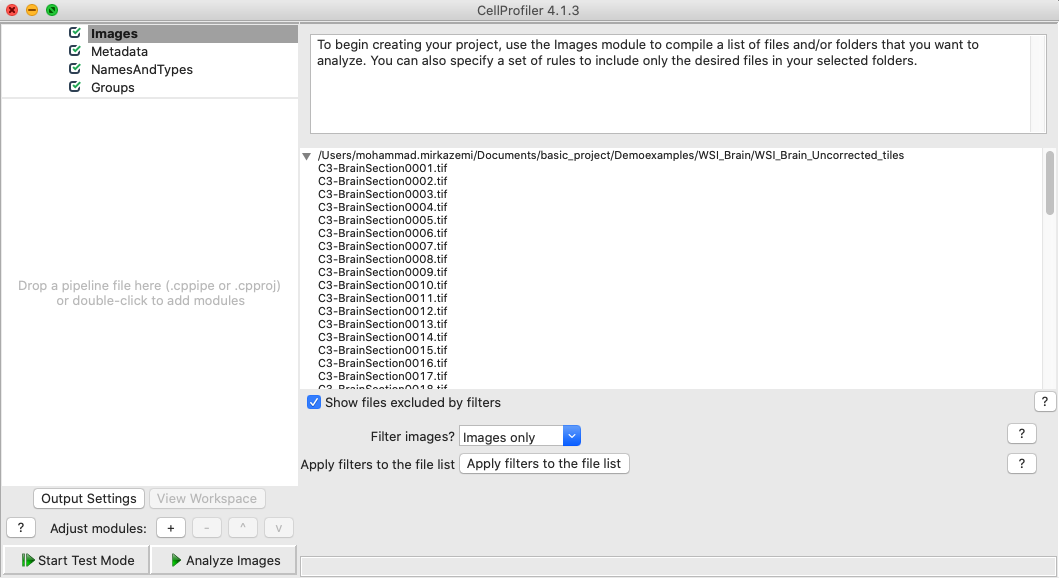 CellProfiler 4.1.3
Images
Metadata
NamesAndTypes
Groups
Drop a pipeline file here (.cppipe or .cpproj)
or double-click to add modules
Output Settings
View Workspace
?
Adjust modules:
+
-
^
v
Start Test Mode
Analyze Images
To begin creating your project, use the Images module to compile a list of files and/or folders that you want to
analyze. You can also specify a set of rules to include only the desired files in your selected folders.
/Users/mohammad.mirkazemi/Documents/basic_project/Demoexamples/WSI_Brain/WSI_Brain_Uncorrected_tiles
C3-BrainSection0001.tif
C3-BrainSection0002.tif
C3-BrainSection0003.tif
C3-BrainSection0004.tif
C3-BrainSection0005.tif
C3-BrainSection0006.tif
C3-BrainSection0007.tif
C3-BrainSection0008.tif
C3-BrainSection0009.tif
C3-BrainSection0010.tif
C3-BrainSection0011.tif
C3-BrainSection0012.tif
C3-BrainSection0013.tif
C3-BrainSection0014.tif
C3-BrainSection0015.tif
C3-BrainSection0016.tif
C3-BrainSection0017.tif
C3-BrainSection0018.tif
Show files excluded by filters
?
Filter images?
Images only
?
Apply filters to the file list
Apply filters to the file list
?